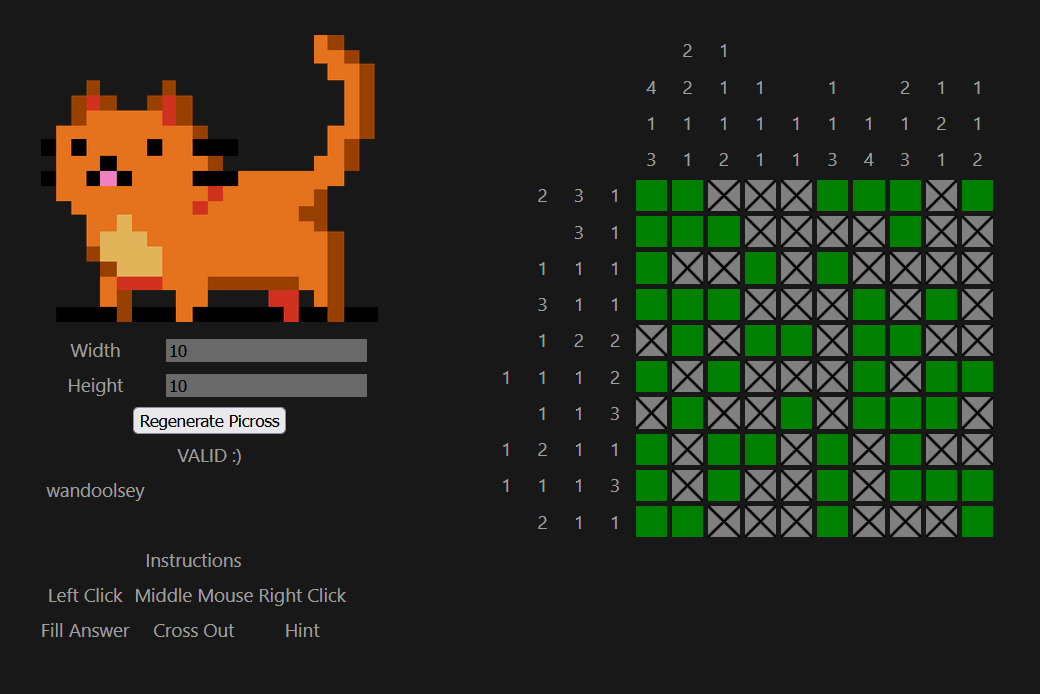 2 1
4 2 1 1 1 2 1 1
1 1 1 1 1 1 1 1 2 1
3 1 2 1 1 3 4 3 1 2
2 3 1
3 1
1 1 1
3 1 1
1 2 2
1 1 1 2
1 1 3
1 2 1 1
1 1 1 3
2 1 1
Width 10
Height 10
Regenerate Picross
VALID :)
wandoolsey
Instructions
Left Click Middle Mouse Right Click
Fill Answer Cross Out Hint